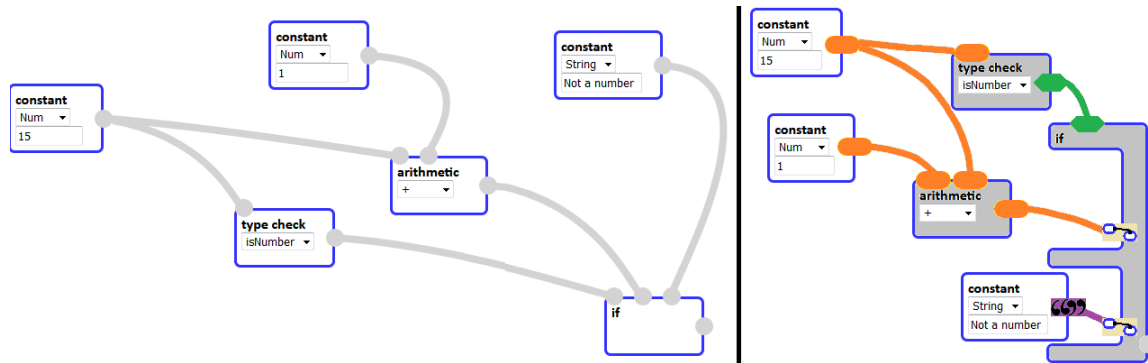 constant
Num
15
constant
Num
1
constant
String
Not a number
arithmetic
+
type check
isNumber
if
constant
Num
15
type check
isNumber
constant
Num
1
if
arithmetic
+
constant
String
Not a number